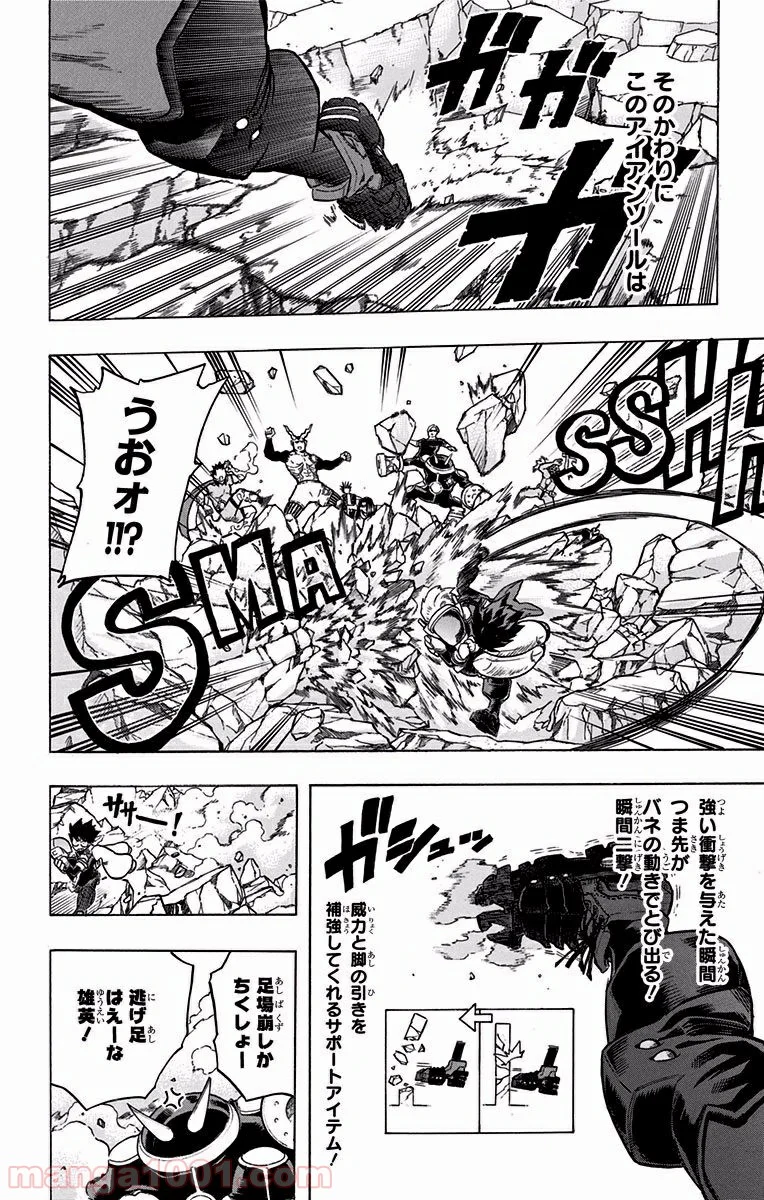 そのかわりに
このアイアンソールは
ガガガ
SSHHH
うおォ
!!!?
SMA
強い衝撃を与えた瞬間
つま先が
バネの動きでとび出る!
瞬間二撃!
ガシュッ
威力と脚の引きを
補強してくれるサポートアイテム!
ササー!
足場崩しか
ちくしょー
逃げ足
はえーな
雄英!
manga1001.com